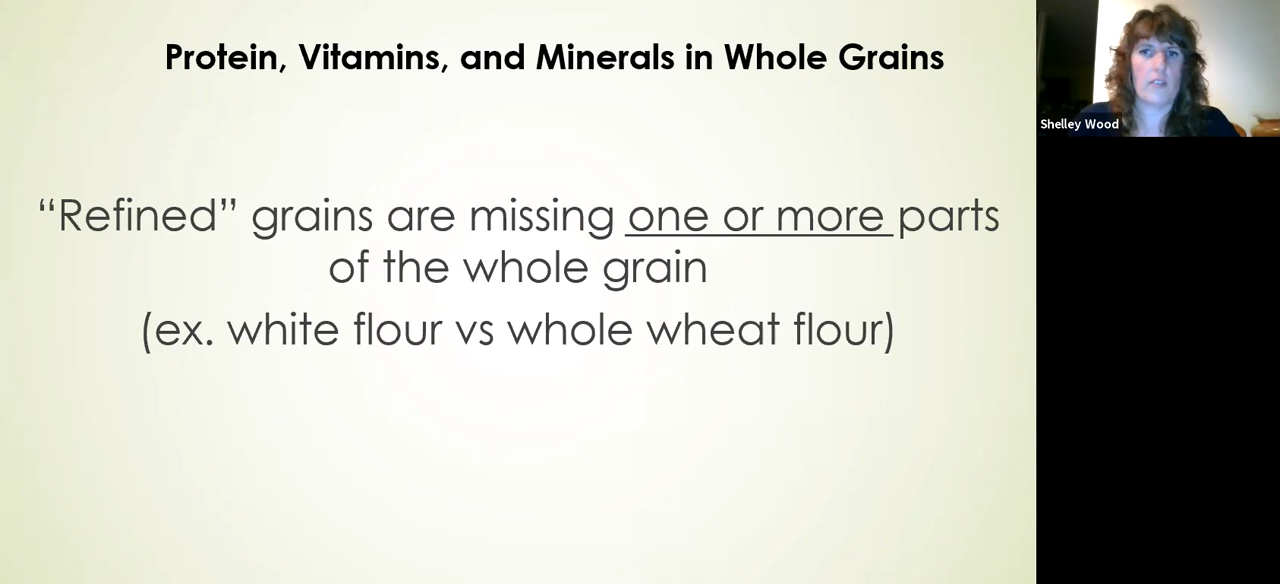 Protein, Vitamins, and Minerals in Whole Grains
“Refined” grains are missing one or more parts
of the whole grain
(ex. white flour vs whole wheat flour)
Shelley Wood